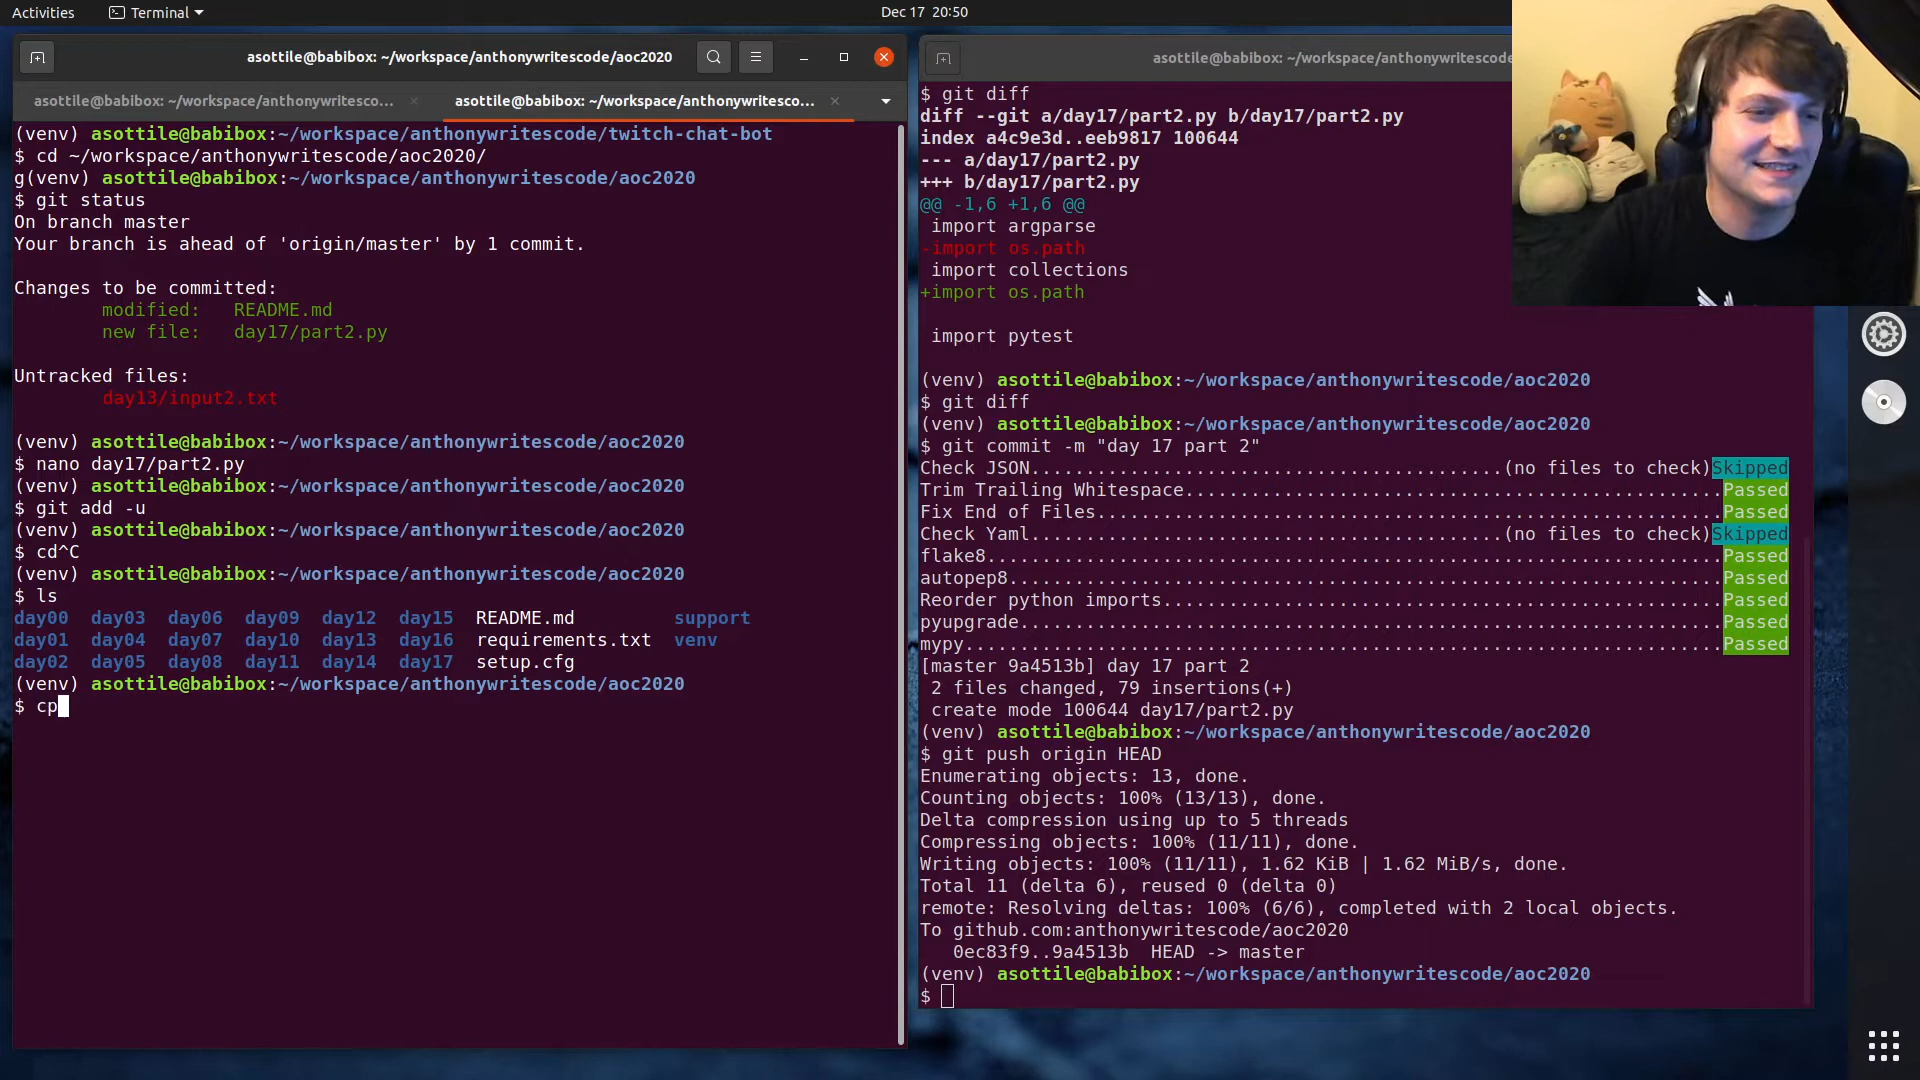 Activities
Terminal
Dec 17 20:50
asottile@babibox: ~/workspace/anthonywritescode/aoc2020
asottile@babibox: ~/workspace/anthonywritesco...
asottile@babibox: ~/workspace/anthonywritesco...
(venv) asottile@babibox:~/workspace/anthonywritescode/twitch-chat-bot
$ cd ~/workspace/anthonywritescode/aoc2020/
g(venv) asottile@babibox:~/workspace/anthonywritescode/aoc2020
$ git status
On branch master
Your branch is ahead of 'origin/master' by 1 commit.
Changes to be committed:
modified:   README.md
new file:   day17/part2.py
Untracked files:
day13/input2.txt
(venv) asottile@babibox:~/workspace/anthonywritescode/aoc2020
$ nano day17/part2.py
(venv) asottile@babibox:~/workspace/anthonywritescode/aoc2020
$ git add -u
(venv) asottile@babibox:~/workspace/anthonywritescode/aoc2020
$ cd^C
(venv) asottile@babibox:~/workspace/anthonywritescode/aoc2020
$ ls
day00  day03  day06  day09  day12  day15  README.md         support
day01  day04  day07  day10  day13  day16  requirements.txt  venv
day02  day05  day08  day11  day14  day17  setup.cfg
(venv) asottile@babibox:~/workspace/anthonywritescode/aoc2020
$ cp
asottile@babibox: ~/workspace/anthonywritescode
$ git diff
diff --git a/day17/part2.py b/day17/part2.py
index a4c9e3d..eeb9817 100644
--- a/day17/part2.py
+++ b/day17/part2.py
@@ -1,6 +1,6 @@
import argparse
-import os.path
import collections
+import os.path
import pytest
(venv) asottile@babibox:~/workspace/anthonywritescode/aoc2020
$ git diff
(venv) asottile@babibox:~/workspace/anthonywritescode/aoc2020
$ git commit -m "day 17 part 2"
Check JSON...........................................(no files to check)Skipped
Trim Trailing Whitespace.................................................Passed
Fix End of Files.........................................................Passed
Check Yaml...........................................(no files to check)Skipped
flake8...................................................................Passed
autopep8.................................................................Passed
Reorder python imports...................................................Passed
pyupgrade................................................................Passed
mypy.....................................................................Passed
[master 9a4513b] day 17 part 2
2 files changed, 79 insertions(+)
create mode 100644 day17/part2.py
(venv) asottile@babibox:~/workspace/anthonywritescode/aoc2020
$ git push origin HEAD
Enumerating objects: 13, done.
Counting objects: 100% (13/13), done.
Delta compression using up to 5 threads
Compressing objects: 100% (11/11), done.
Writing objects: 100% (11/11), 1.62 KiB | 1.62 MiB/s, done.
Total 11 (delta 6), reused 0 (delta 0)
remote: Resolving deltas: 100% (6/6), completed with 2 local objects.
To github.com:anthonywritescode/aoc2020
0ec83f9..9a4513b  HEAD -> master
(venv) asottile@babibox:~/workspace/anthonywritescode/aoc2020
$